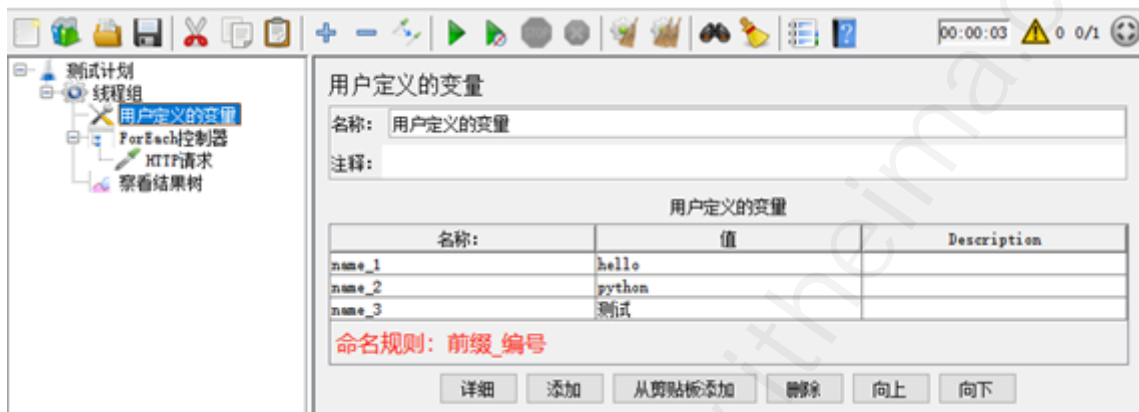 00:00:03 0 0/1
测试计划
线程组
用户定义的变量
ForEach控制器
HTTP请求
察看结果树
用户定义的变量
名称： 用户定义的变量
注释：
用户定义的变量
名称: 值 Description
name_1 hello
name_2 python
name_3 测试
命名规则：前缀_编号
详细 添加 从剪贴板添加 删除 向上 向下